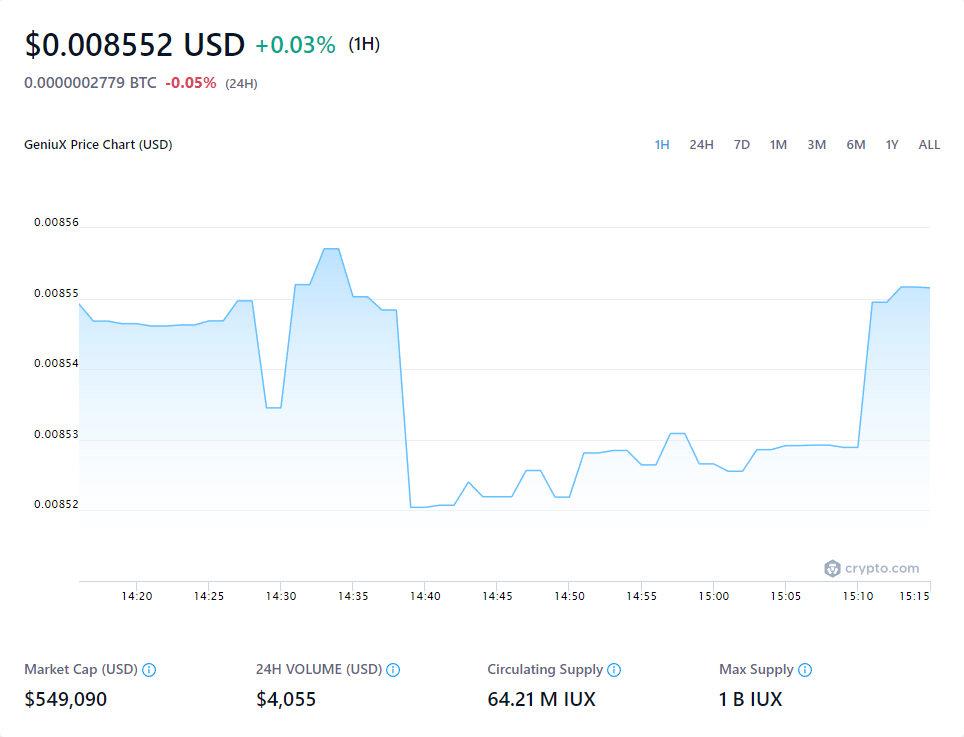 $0.008552 USD +0.03% (1H)
0.0000002779 BTC -0.05% (24H)
GeniuX Price Chart (USD) 1H 24H 7D 1M 3M 6M 1Y ALL
0.00856
0.00855
0.00854
0.00853
0.00852
crypto.com
14:20 14:25 14:30 14:35 14:40 14:45 14:50 14:55 15:00 15:05 15:10 15:15
Market Cap (USD) 24H VOLUME (USD) Circulating Supply Max Supply
$549,090 $4,055 64.21 M IUX 1 B IUX